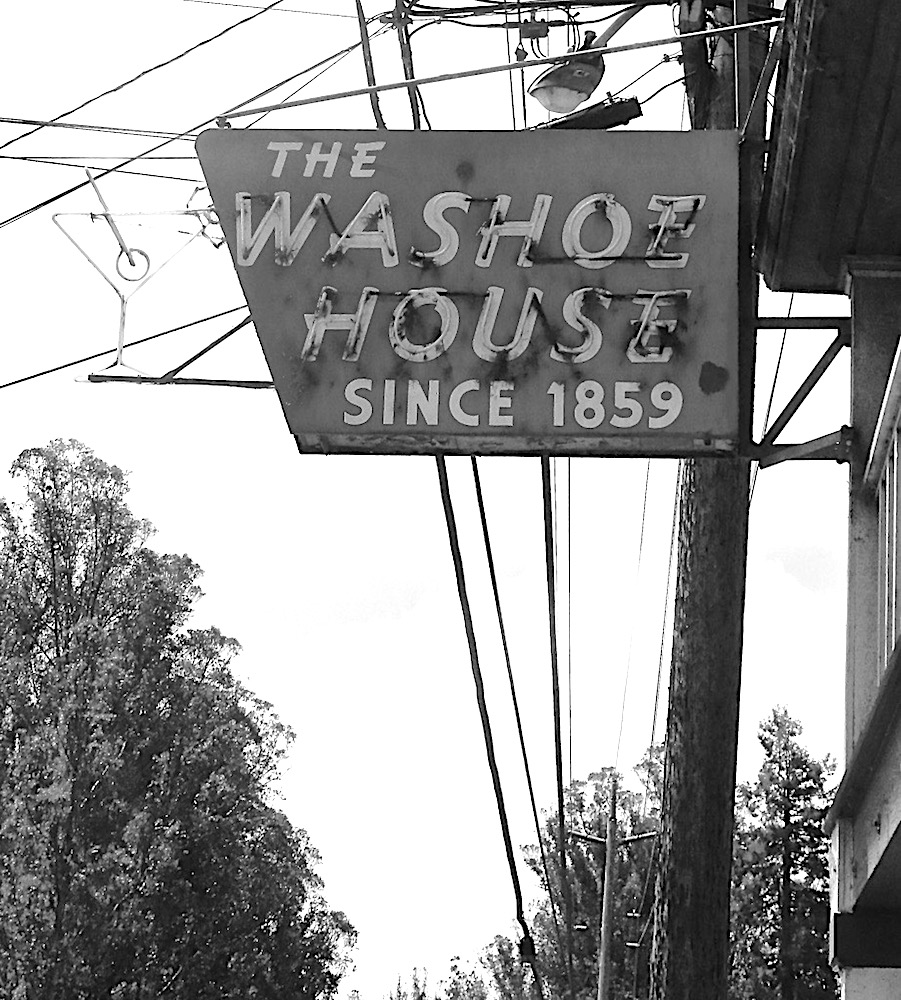 THE
WASHOE
HOUSE
SINCE 1859